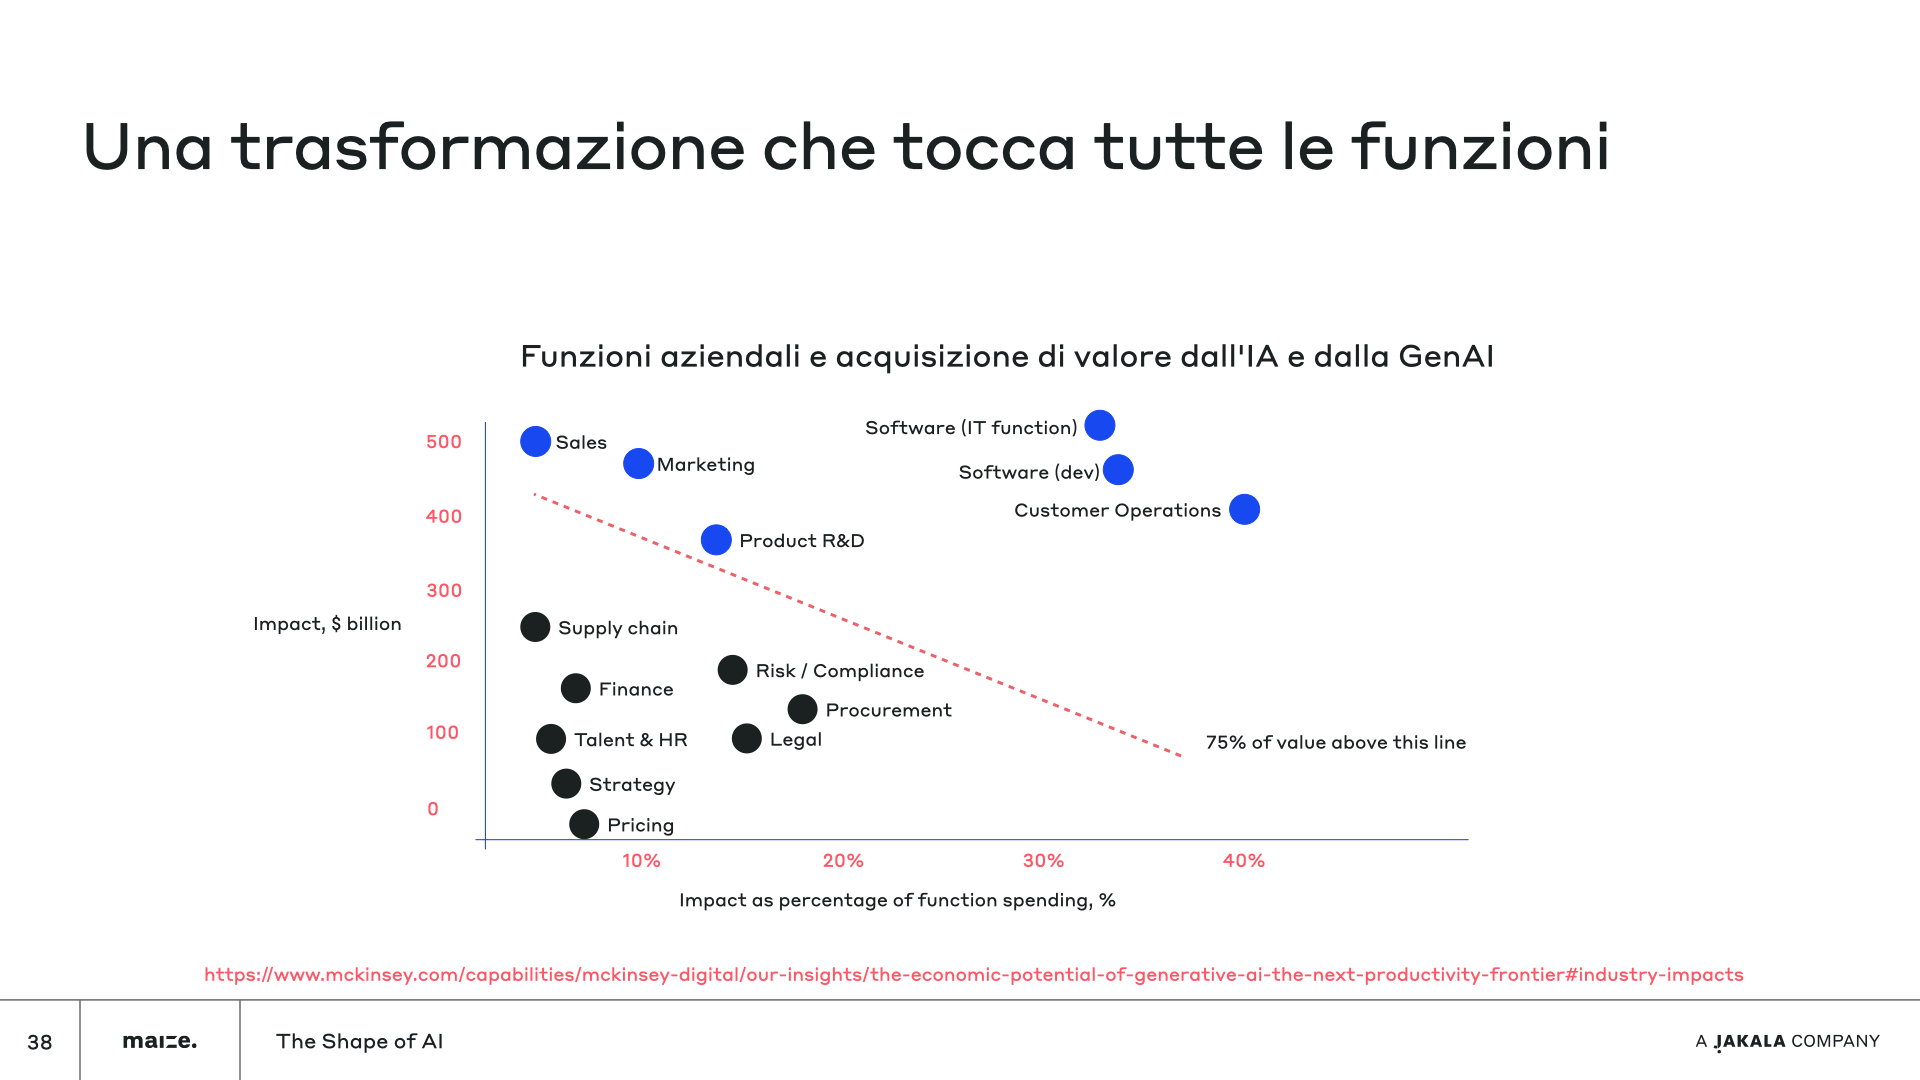 Una trasformazione che tocca tutte le funzioni
Funzioni aziendali e acquisizione di valore dall'IA e dalla GenAI
500
Sales
Software (IT function)
Marketing
Software (dev)
Customer Operations
400
Product R&D
300
Impact, $ billion
Supply chain
200
Risk / Compliance
Finance
Procurement
100
Talent & HR
Legal
75% of value above this line
Strategy
0
Pricing
10%
20%
30%
40%
Impact as percentage of function spending, %
https://www.mckinsey.com/capabilities/mckinsey-digital/our-insights/the-economic-potential-of-generative-ai-the-next-productivity-frontier#industry-impacts
38
maize.
The Shape of AI
A JAKALA COMPANY